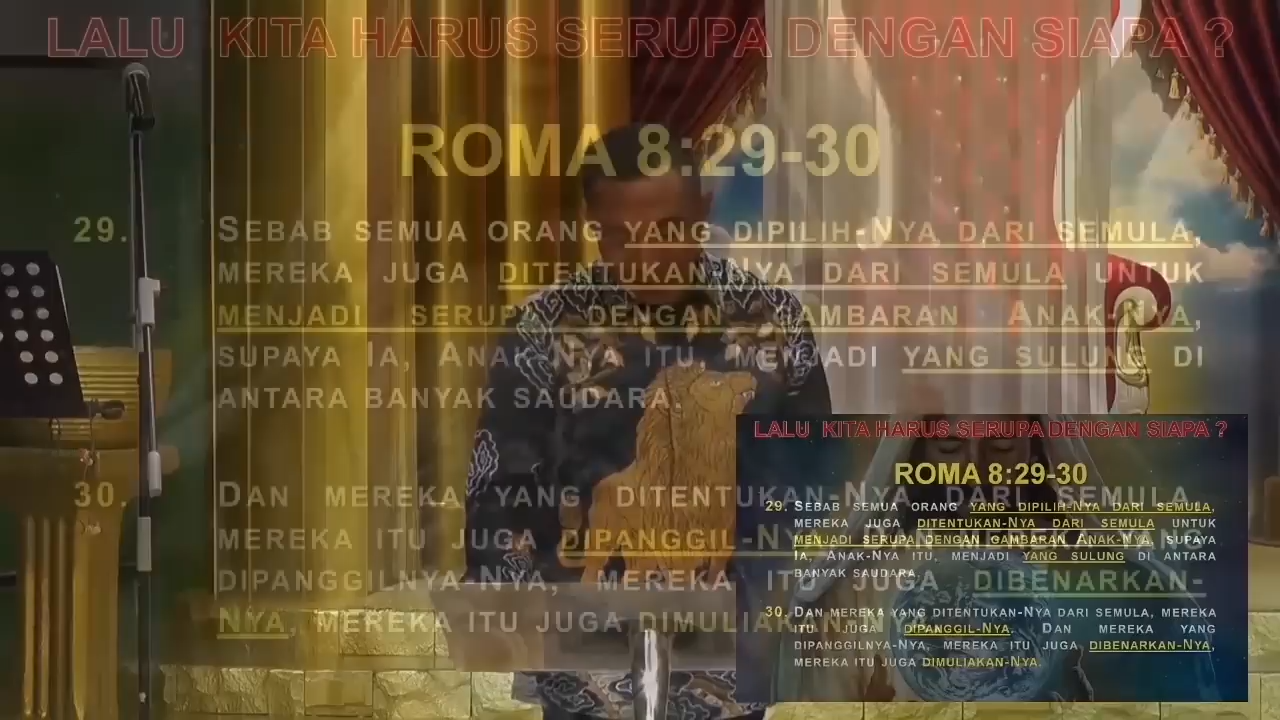 LALU KITA HARUS SERUPA DENGAN SIAPA ?
ROMA 8:29-30
29. SEBAB SEMUA ORANG YANG DIPILIH-NYA DARI SEMULA,
MEREKA JUGA DITENTUKAN-NYA DARI SEMULA UNTUK
MENJADI SERUPA DENGAN GAMBARAN ANAK-NYA,
SUPAYA IA, ANAK-NYA ITU, MENJADI YANG SULUNG DI
ANTARA BANYAK SAUDARA.
30. DAN MEREKA YANG DITENTUKAN-NYA DARI SEMULA,
MEREKA ITU JUGA DIPANGGIL-NYA. DAN MEREKA YANG
DIPANGGILNYA-NYA, MEREKA ITU JUGA DIBENARKAN-
NYA, MEREKA ITU JUGA DIMULIAKAN-NYA.
LALU KITA HARUS SERUPA DENGAN SIAPA ?
ROMA 8:29-30
29. SEBAB SEMUA ORANG YANG DIPILIH-NYA DARI SEMULA,
MEREKA JUGA DITENTUKAN-NYA DARI SEMULA UNTUK
MENJADI SERUPA DENGAN GAMBARAN ANAK-NYA, SUPAYA
IA, ANAK-NYA ITU, MENJADI YANG SULUNG DI ANTARA
BANYAK SAUDARA.
30. DAN MEREKA YANG DITENTUKAN-NYA DARI SEMULA, MEREKA
ITU JUGA DIPANGGIL-NYA. DAN MEREKA YANG
DIPANGGILNYA-NYA, MEREKA ITU JUGA DIBENARKAN-NYA,
MEREKA ITU JUGA DIMULIAKAN-NYA.